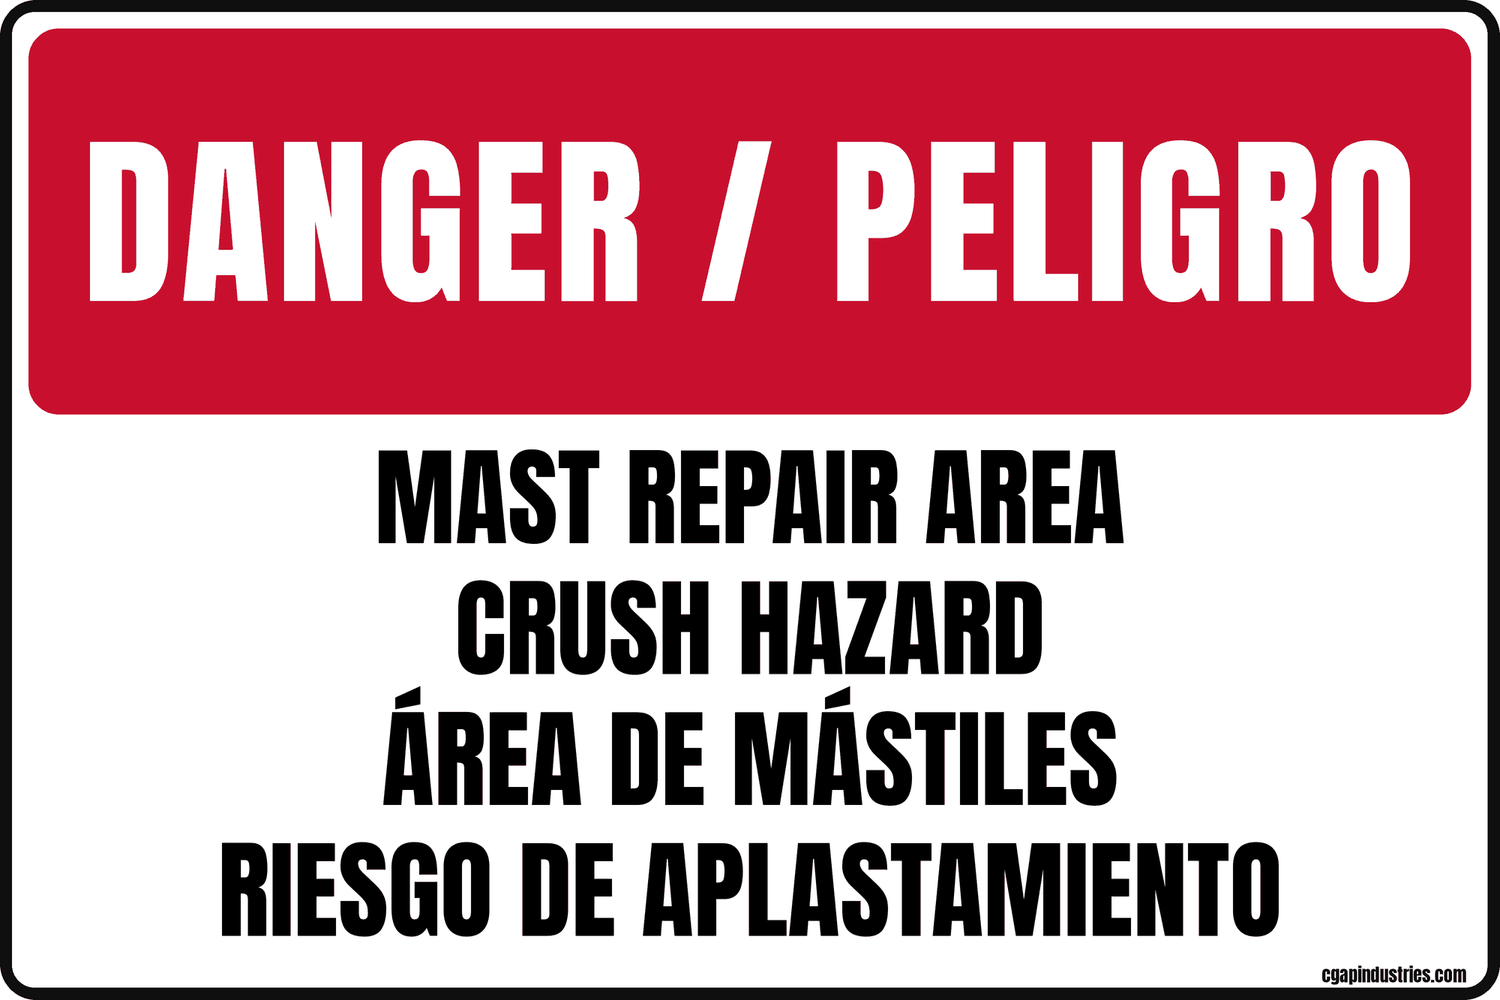 DANGER / PELIGRO
MAST REPAIR AREA
CRUSH HAZARD
ÁREA DE MÁSTILES
RIESGO DE APLASTAMIENTO
cgapindustries.com